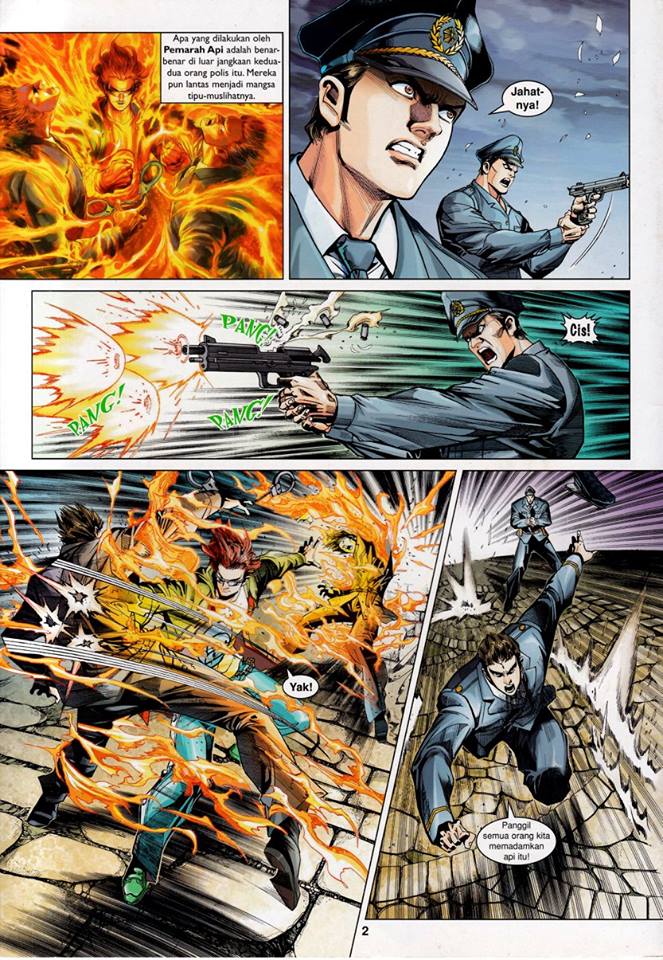 Apa yang dilakukan oleh
Pemarah Api adalah benar-
benar di luar jangkaan kedua-
dua orang polis itu. Mereka
pun lantas menjadi mangsa
tipu-muslihatnya.
Jahat-
nya!
PANG!
Cis!
PANG!
PANG!
Yak!
Panggil
semua orang kita
memadamkan
api itu!
2